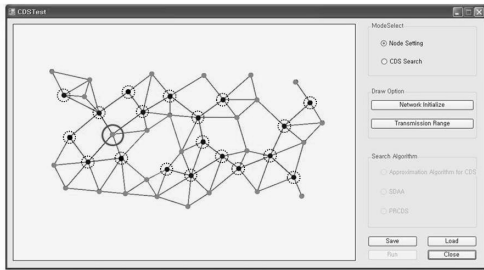 CDSTest
ModeSelect
Node Setting
CDS Search
Draw Option
Network Initialize
Transmission Range
Search Algorithm
Approximation Algorithm for CDS
EDAA
PRCDS
Save
Load
Run
Close